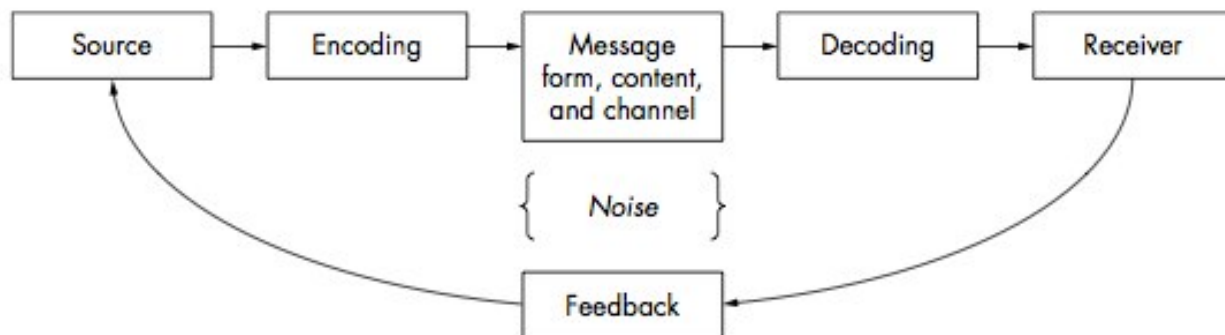 Source
Encoding
Message
form, content,
and channel
Decoding
Receiver
Noise
Feedback